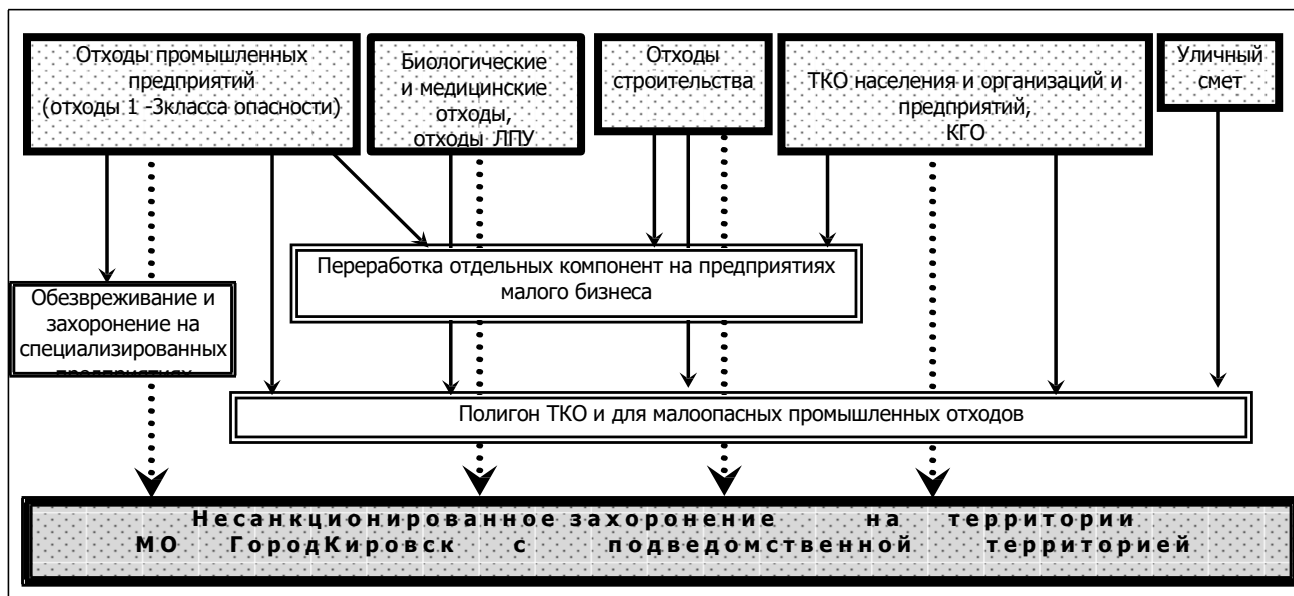 Отходы промышленных
предприятий
(отходы 1 -3класса опасности)
Биологические
и медицинские
отходы,
отходы ЛПУ
Отходы
строительства
ТКО населения и организаций и
предприятий,
КГО
Уличный
смет
Переработка отдельных компонент на предприятиях
малого бизнеса
Обезвреживание и
захоронение на
специализированных
предприятиях
Полигон ТКО и для малоопасных промышленных отходов
Несанкционированное захоронение на территории
МО ГородКировск с подведомственной территорией